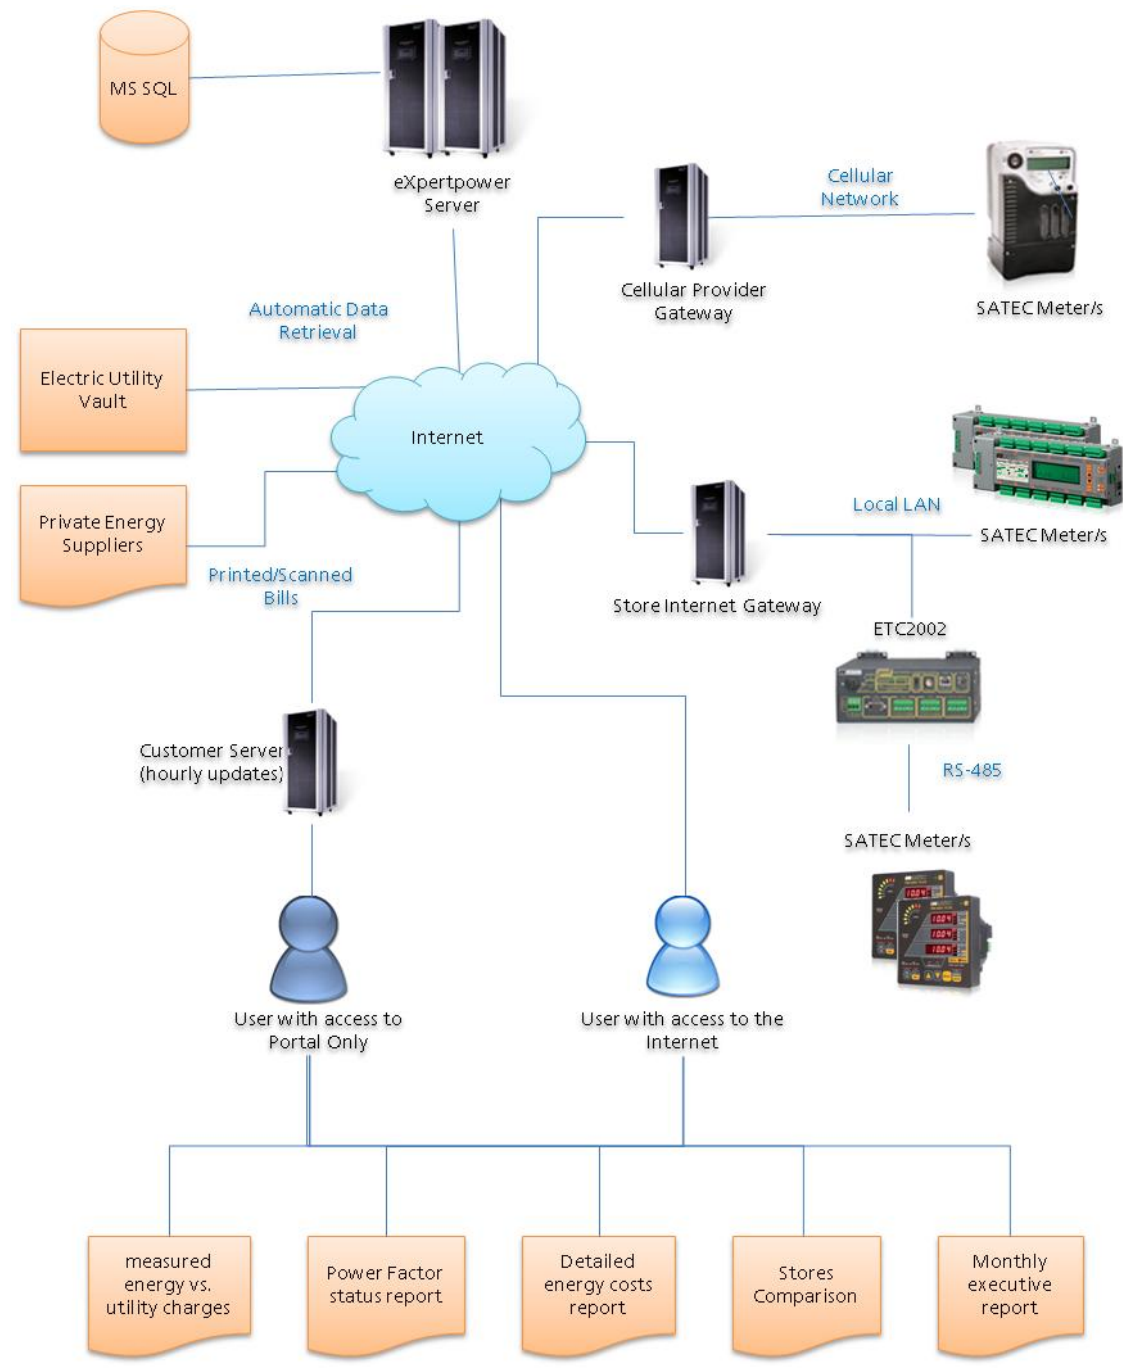 MS SQL
eXpertpower
Server
Cellular
Network
Cellular Provider
Gateway
SATEC Meter/s
Automatic Data
Retrieval
Electric Utility
Vault
Internet
Private Energy
Suppliers
Printed/Scanned
Bills
Local LAN
SATEC Meter/s
Store Internet Gateway
ETC2002
RS-485
SATEC Meter/s
Customer Server
(hourly updates)
User with access to
Portal Only
User with access to the
Internet
measured
energy vs.
utility charges
Power Factor
status report
Detailed
energy costs
report
Stores
Comparison
Monthly
executive
report